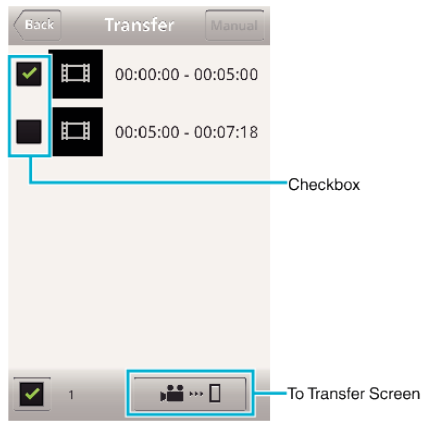 Back Transfer Manual
00:00:00 - 00:05:00
00:05:00 - 00:07:18
Checkbox
1
To Transfer Screen